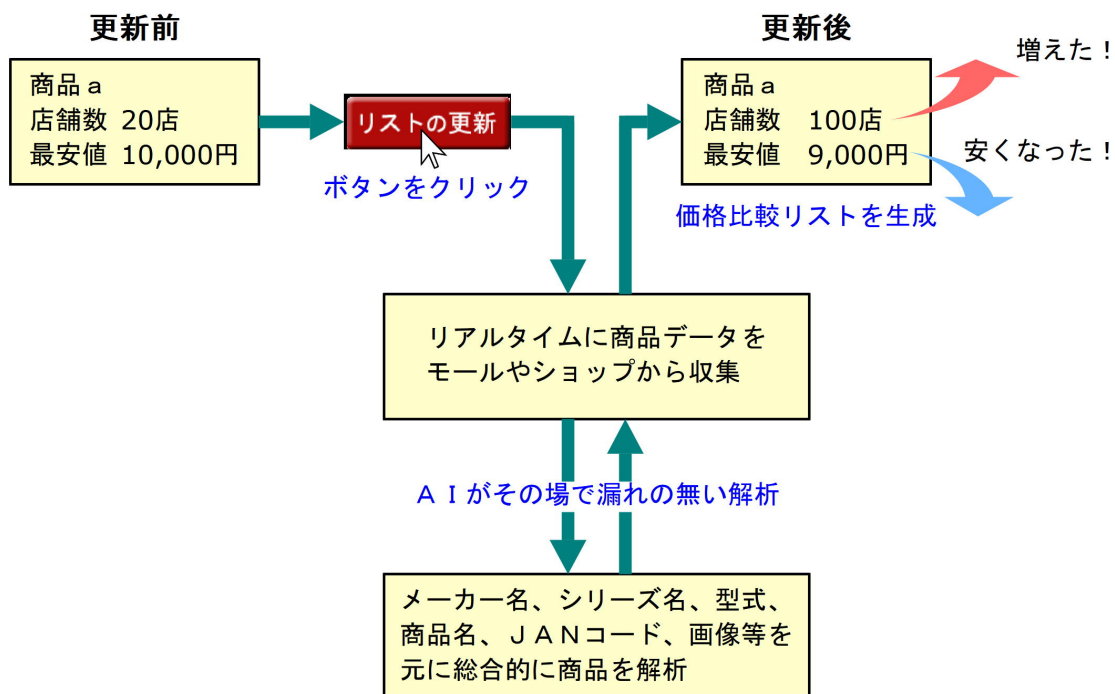 更新前
商品ａ
店舗数 20店
最安値 10,000円
リストの更新
ボタンをクリック
更新後
商品ａ
店舗数 100店
最安値 9,000円
増えた！
安くなった！
価格比較リストを生成
リアルタイムに商品データを
モールやショップから収集
ＡＩがその場で漏れの無い解析
メーカー名、シリーズ名、型式、
商品名、ＪＡＮコード、画像等を
元に総合的に商品を解析